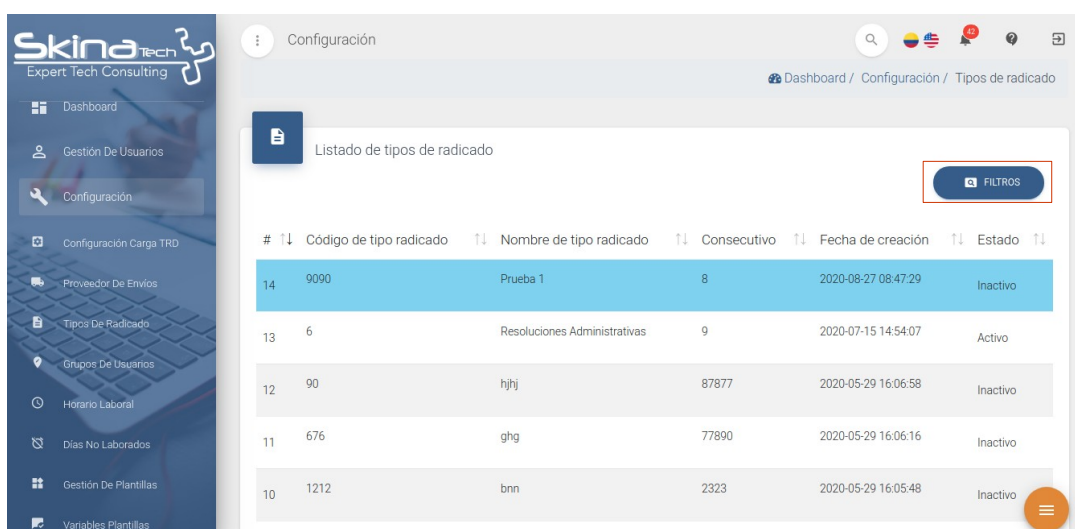 Skina Tech
Expert Tech Consulting
Dashboard
Gestión De Usuarios
Configuración
Configuración Carga TRD
Proveedor De Envíos
Tipos De Radicado
Grupos De Usuarios
Horario Laboral
Días No Laborados
Gestión De Plantillas
Variables Plantillas
Configuración
42
Dashboard / Configuración / Tipos de radicado
Listado de tipos de radicado
FILTROS
# Código de tipo radicado Nombre de tipo radicado Consecutivo Fecha de creación Estado
14 9090 Prueba 1 8 2020-08-27 08:47:29 Inactivo
13 6 Resoluciones Administrativas 9 2020-07-15 14:54:07 Activo
12 90 hjhj 87877 2020-05-29 16:06:58 Inactivo
11 676 ghg 77890 2020-05-29 16:06:16 Inactivo
10 1212 bnn 2323 2020-05-29 16:05:48 Inactivo